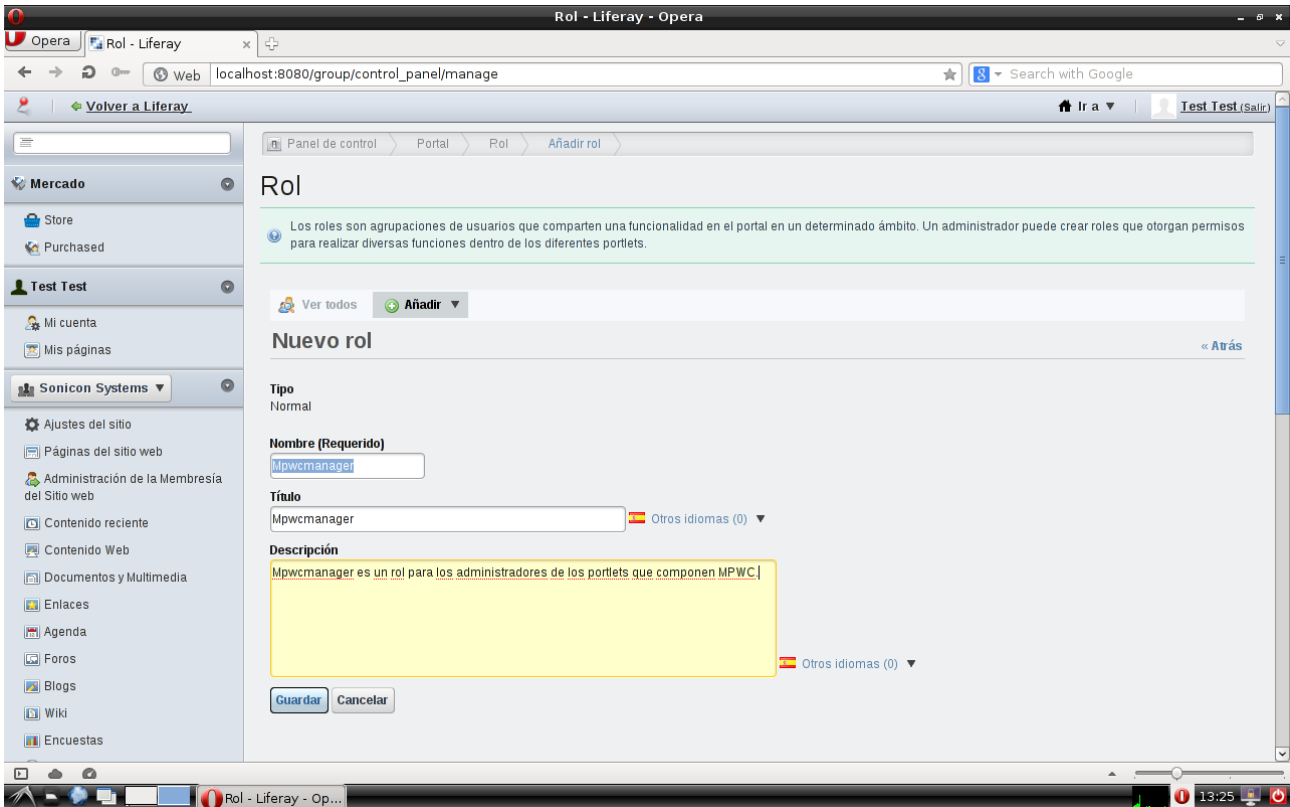 Rol - Liferay - Opera
Opera
Rol - Liferay
Web
localhost:8080/group/control_panel/manage
Search with Google
Volver a Liferay
Ir a
Test Test (Salir)
Panel de control
Portal
Rol
Añadir rol
Mercado
Store
Purchased
Test Test
Mi cuenta
Mis páginas
Sonicon Systems
Ajustes del sitio
Páginas del sitio web
Administración de la Membresía
del Sitio web
Contenido reciente
Contenido Web
Documentos y Multimedia
Enlaces
Agenda
Foros
Blogs
Wiki
Encuestas
Rol
Los roles son agrupaciones de usuarios que comparten una funcionalidad en el portal en un determinado ámbito. Un administrador puede crear roles que otorgan permisos
para realizar diversas funciones dentro de los diferentes portlets.
Ver todos
Añadir
Nuevo rol
« Atrás
Tipo
Normal
Nombre (Requerido)
Mpwcmanager
Título
Mpwcmanager
Otros idiomas (0)
Descripción
Mpwcmanager es un rol para los administradores de los portlets que componen MPWC.
Otros idiomas (0)
Guardar
Cancelar
Rol - Liferay - Op...
13:25